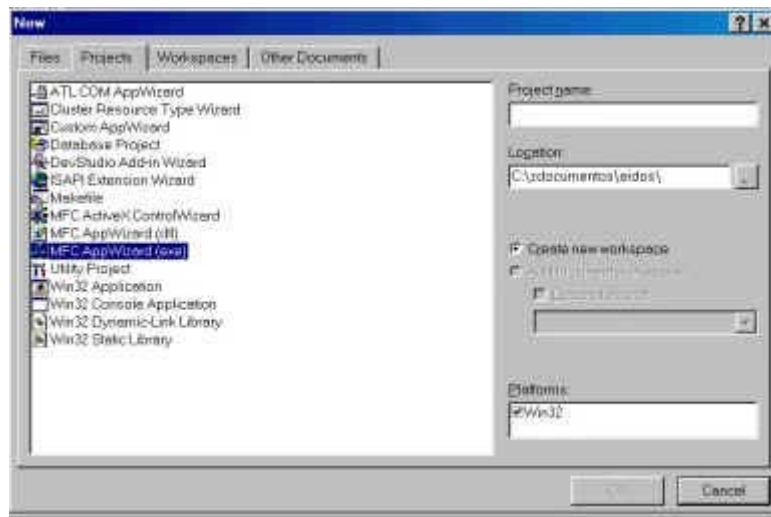 New
Files
Projects
Workspaces
Other Documents
ATL COM AppWizard
Cluster Resource Type Wizard
Custom AppWizard
Database Project
DevStudio Add-in Wizard
ISAPI Extension Wizard
Makefile
MFC ActiveX ControlWizard
MFC AppWizard (dll)
MFC AppWizard (exe)
Utility Project
Win32 Application
Win32 Console Application
Win32 Dynamic-Link Library
Win32 Static Library
Project name:
Location:
C:\zdocumentos\eidos\
...
Create new workspace
Platforms:
Win32
Cancel